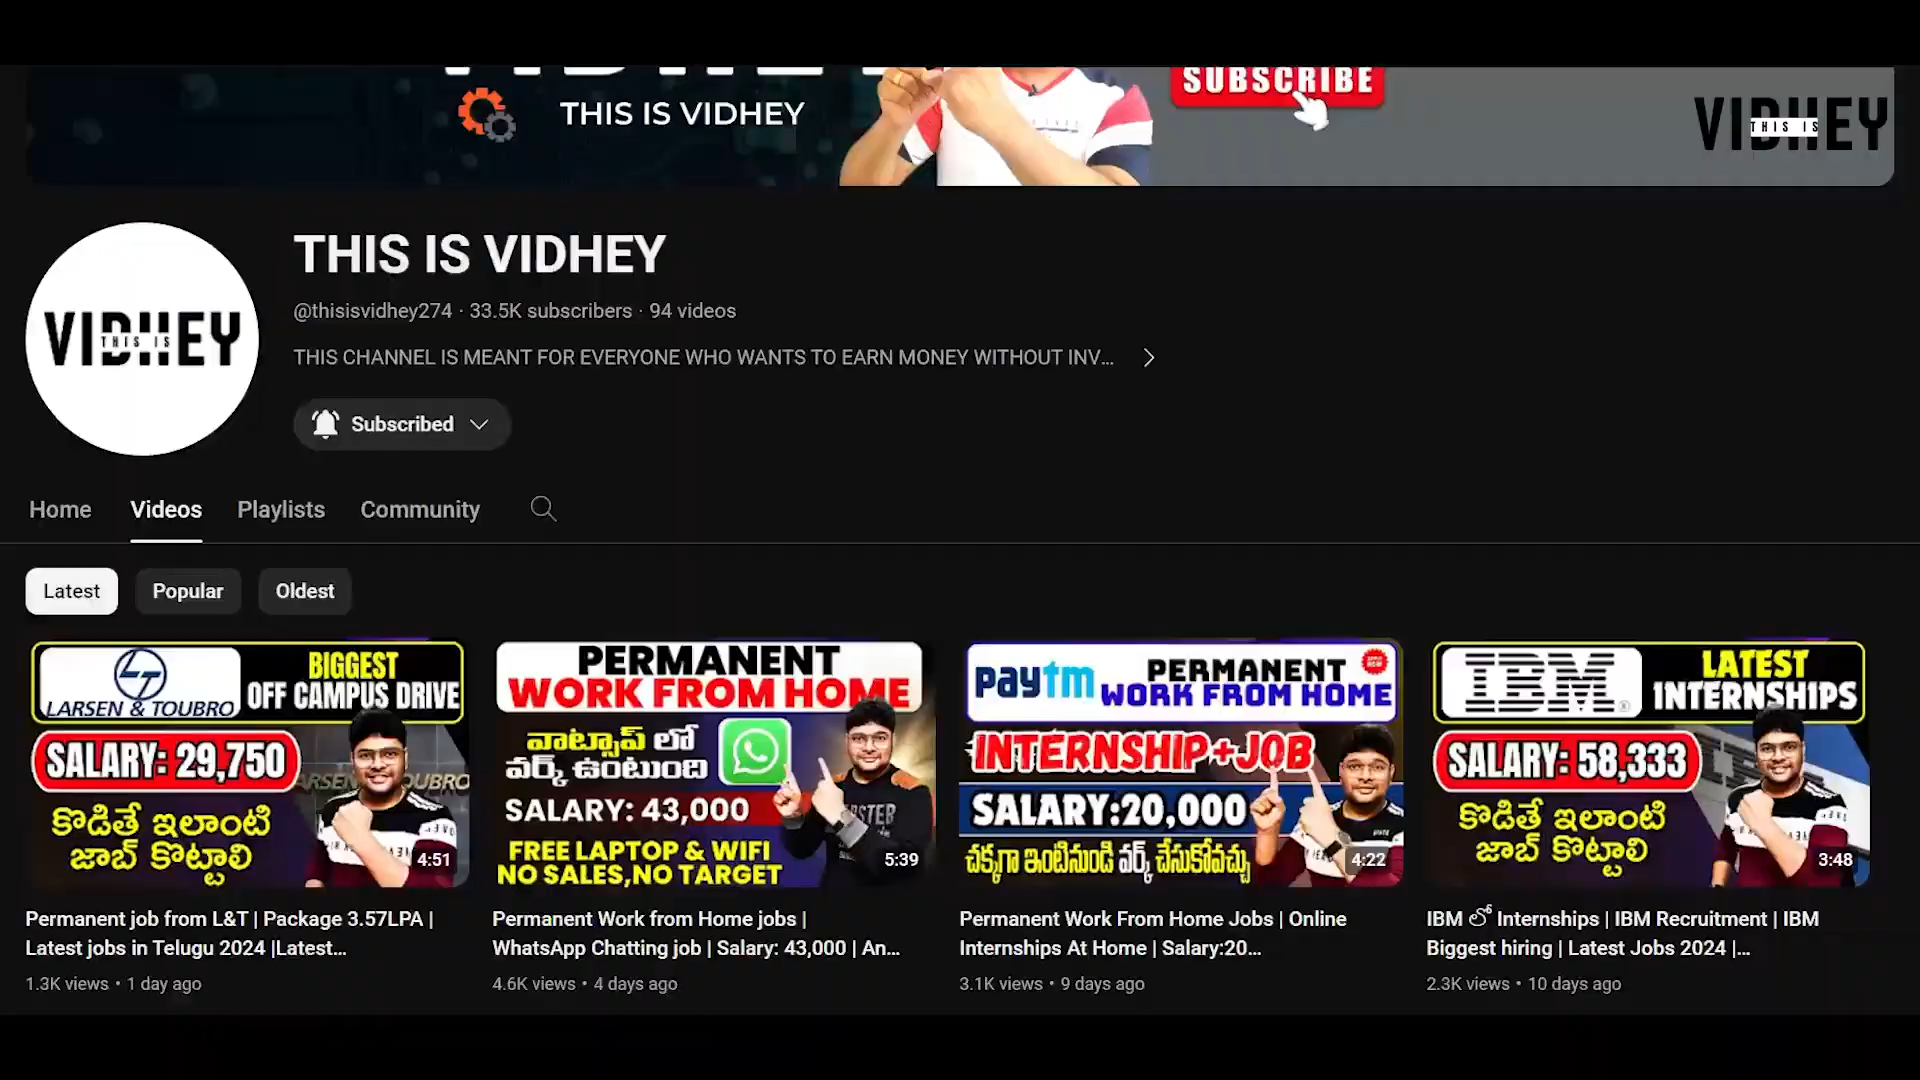 THIS IS VIDHEY
SUBSCRIBE
VIDHEY
THIS IS
VIDHEY
THIS IS
THIS IS VIDHEY
@thisisvidhey274 · 33.5K subscribers · 94 videos
THIS CHANNEL IS MEANT FOR EVERYONE WHO WANTS TO EARN MONEY WITHOUT INV...
Subscribed
Home Videos Playlists Community
Latest Popular Oldest
LARSEN & TOUBRO
BIGGEST
OFF CAMPUS DRIVE
SALARY: 29,750
కొడితే ఇలాంటి
జాబ్ కొట్టాలి
4:51
PERMANENT
WORK FROM HOME
వాట్సాప్ లో
వర్క్ ఉంటుంది
SALARY: 43,000
FREE LAPTOP & WIFI
NO SALES,NO TARGET
5:39
paytm
PERMANENT
WORK FROM HOME
INTERNSHIP+JOB
SALARY:20,000
చక్కగా ఇంటినుండి వర్క్ చేసుకోవచ్చు
4:22
IBM
LATEST
INTERNSHIPS
SALARY: 58,333
కొడితే ఇలాంటి
జాబ్ కొట్టాలి
3:48
Permanent job from L&T | Package 3.57LPA |
Latest jobs in Telugu 2024 |Latest...
1.3K views • 1 day ago
Permanent Work from Home jobs |
WhatsApp Chatting job | Salary: 43,000 | An...
4.6K views • 4 days ago
Permanent Work From Home Jobs | Online
Internships At Home | Salary:20...
3.1K views • 9 days ago
IBM లో Internships | IBM Recruitment | IBM
Biggest hiring | Latest Jobs 2024 |...
2.3K views • 10 days ago